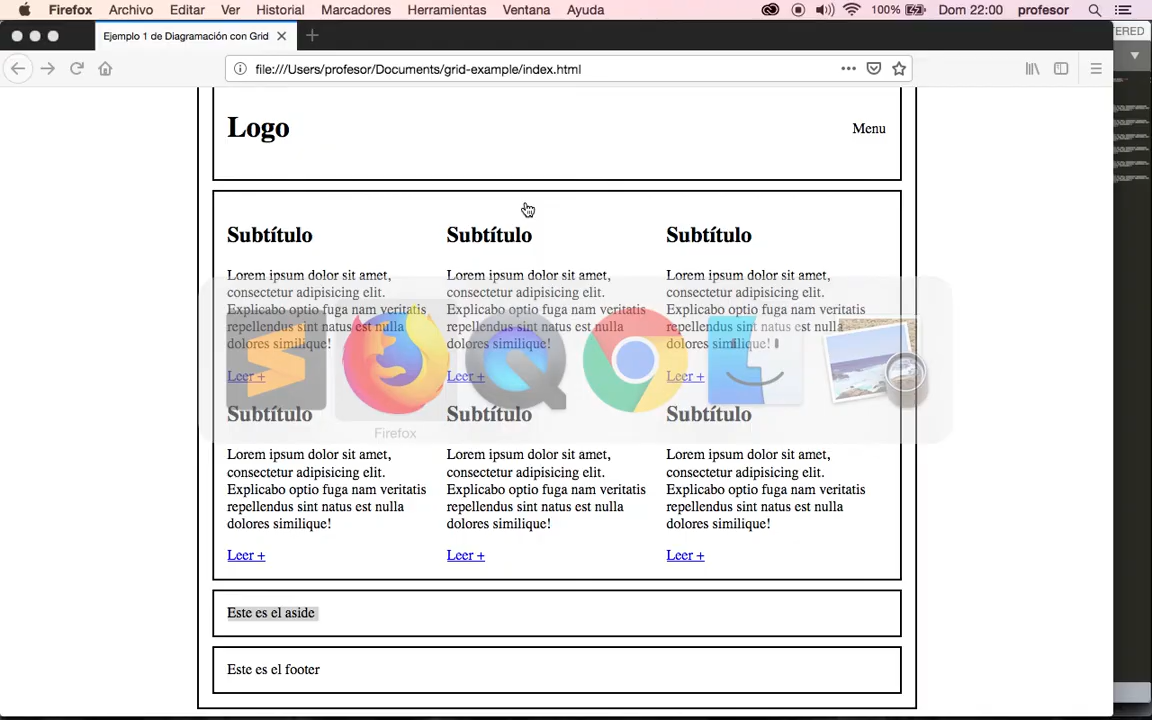 Firefox Archivo Editar Ver Historial Marcadores Herramientas Ventana Ayuda 100% Dom 22:00 profesor
Ejemplo 1 de Diagramación con Grid
ERED
file:///Users/profesor/Documents/grid-example/index.html
Logo Menu
Subtítulo Subtítulo Subtítulo
Lorem ipsum dolor sit amet, Lorem ipsum dolor sit amet, Lorem ipsum dolor sit amet,
consectetur adipisicing elit. consectetur adipisicing elit. consectetur adipisicing elit.
Explicabo optio fuga nam veritatis Explicabo optio fuga nam veritatis Explicabo optio fuga nam veritatis
repellendus sint natus est nulla repellendus sint natus est nulla repellendus sint natus est nulla
dolores similique! dolores similique! dolores similique!
Leer + Leer + Leer +
Subtítulo Subtítulo Subtítulo
Firefox
Lorem ipsum dolor sit amet, Lorem ipsum dolor sit amet, Lorem ipsum dolor sit amet,
consectetur adipisicing elit. consectetur adipisicing elit. consectetur adipisicing elit.
Explicabo optio fuga nam veritatis Explicabo optio fuga nam veritatis Explicabo optio fuga nam veritatis
repellendus sint natus est nulla repellendus sint natus est nulla repellendus sint natus est nulla
dolores similique! dolores similique! dolores similique!
Leer + Leer + Leer +
Este es el aside
Este es el footer